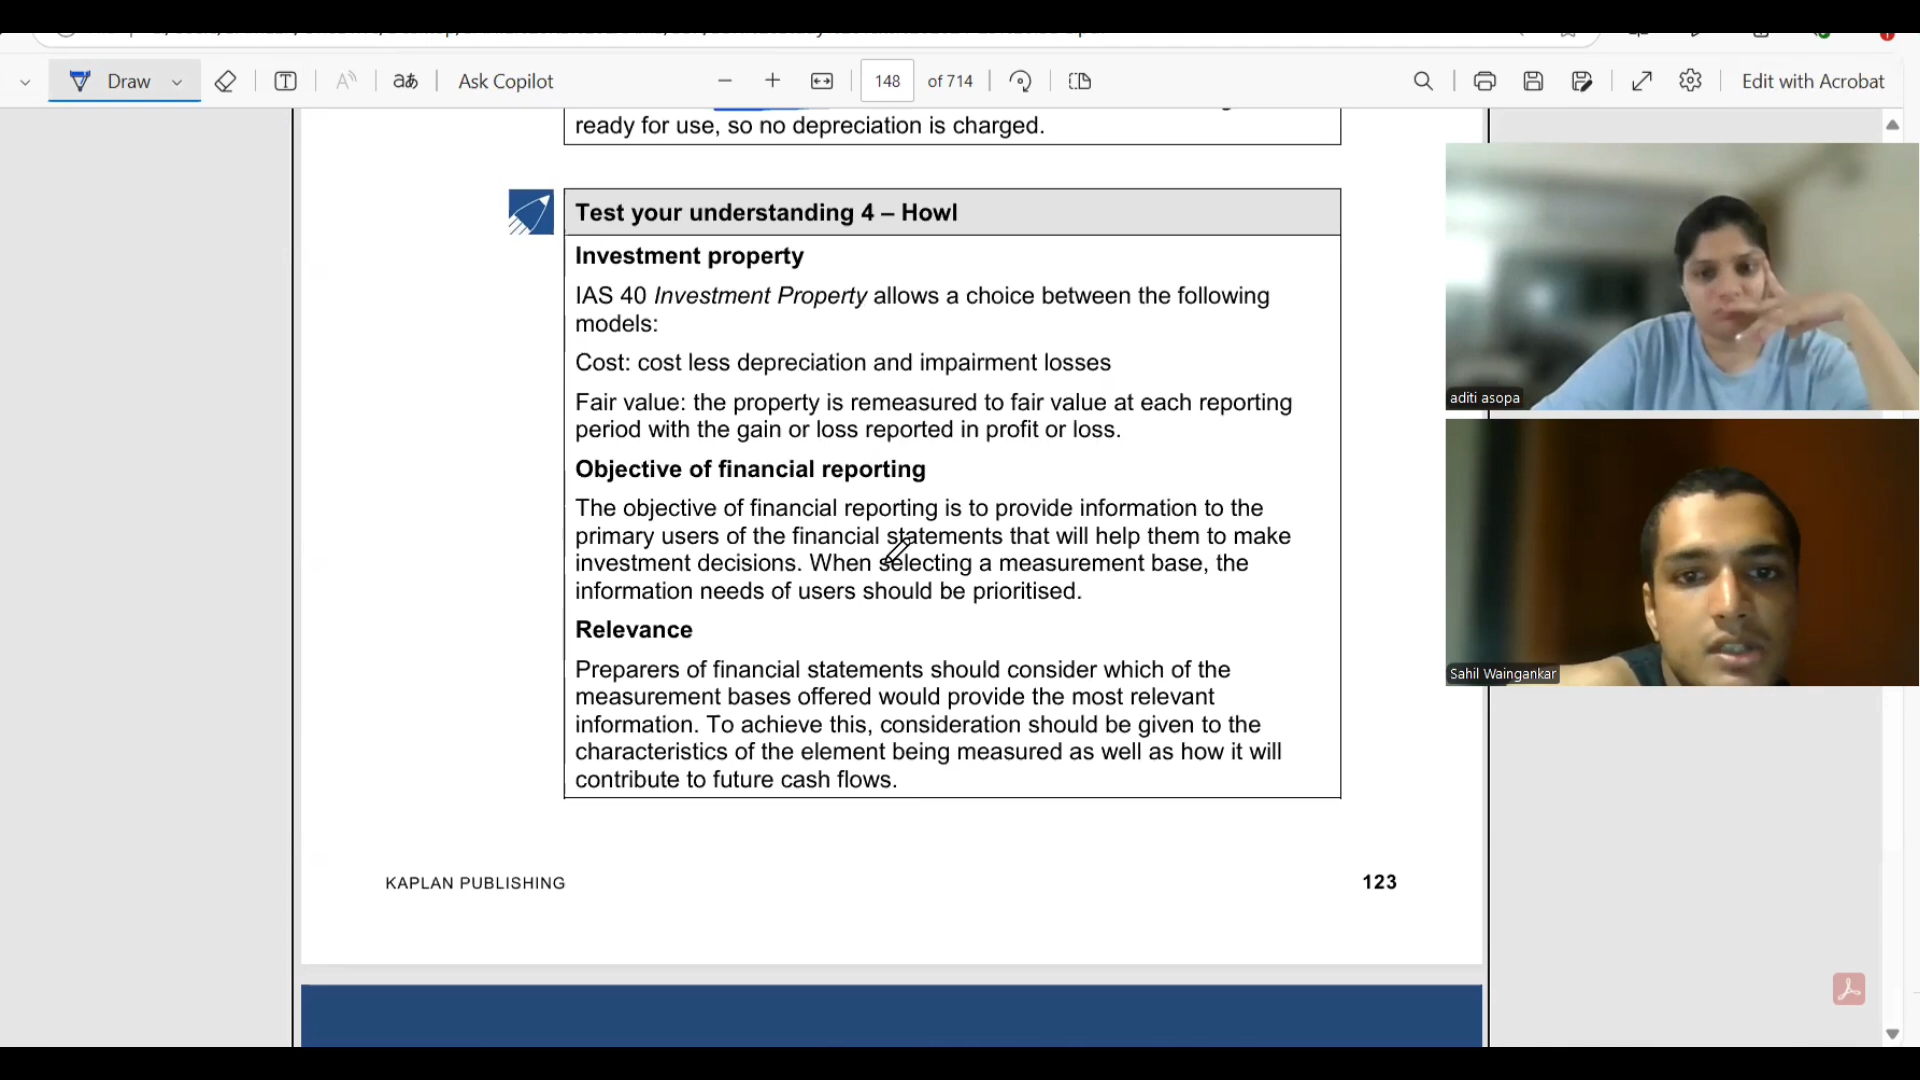 Draw
Ask Copilot
148
of 714
Edit with Acrobat
ready for use, so no depreciation is charged.
Test your understanding 4 – Howl
Investment property
IAS 40 Investment Property allows a choice between the following
models:
Cost: cost less depreciation and impairment losses
Fair value: the property is remeasured to fair value at each reporting
period with the gain or loss reported in profit or loss.
Objective of financial reporting
The objective of financial reporting is to provide information to the
primary users of the financial statements that will help them to make
investment decisions. When selecting a measurement base, the
information needs of users should be prioritised.
Relevance
Preparers of financial statements should consider which of the
measurement bases offered would provide the most relevant
information. To achieve this, consideration should be given to the
characteristics of the element being measured as well as how it will
contribute to future cash flows.
KAPLAN PUBLISHING
123
aditi asopa
Sahil Waingankar